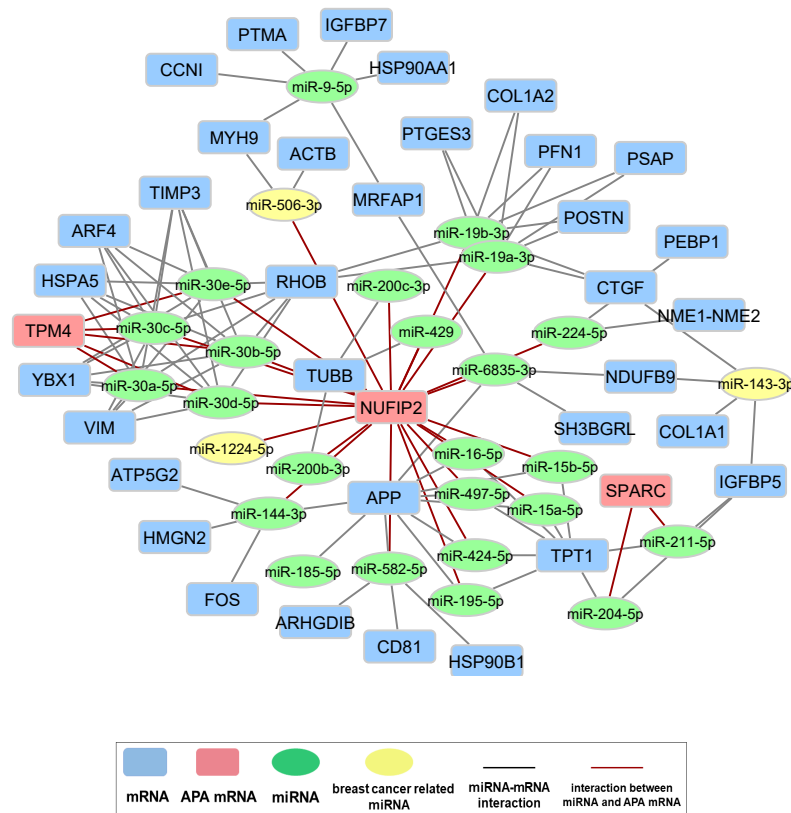 IGFBP7
PTMA
CCNI
HSP90AA1
miR-9-5p
COL1A2
MYH9
ACTB
PTGES3
PFN1
PSAP
TIMP3
miR-506-3p
MRFAP1
POSTN
ARF4
miR-19b-3p
PEBP1
miR-19a-3p
HSPA5
miR-30e-5p
RHOB
miR-200c-3p
CTGF
NME1-NME2
TPM4
miR-30c-5p
miR-429
miR-224-5p
miR-30b-5p
YBX1
miR-30a-5p
TUBB
miR-6835-3p
NDUFB9
miR-143-3p
miR-30d-5p
NUFIP2
VIM
SH3BGRL
COL1A1
miR-1224-5p
miR-16-5p
ATP5G2
miR-200b-3p
miR-15b-5p
IGFBP5
APP
miR-497-5p
SPARC
miR-144-3p
miR-15a-5p
HMGN2
miR-424-5p
TPT1
miR-211-5p
miR-185-5p
miR-582-5p
FOS
miR-195-5p
miR-204-5p
ARHGDIB
CD81
HSP90B1
mRNA
APA mRNA
miRNA
breast cancer related
miRNA
miRNA-mRNA
interaction
interaction between
miRNA and APA mRNA